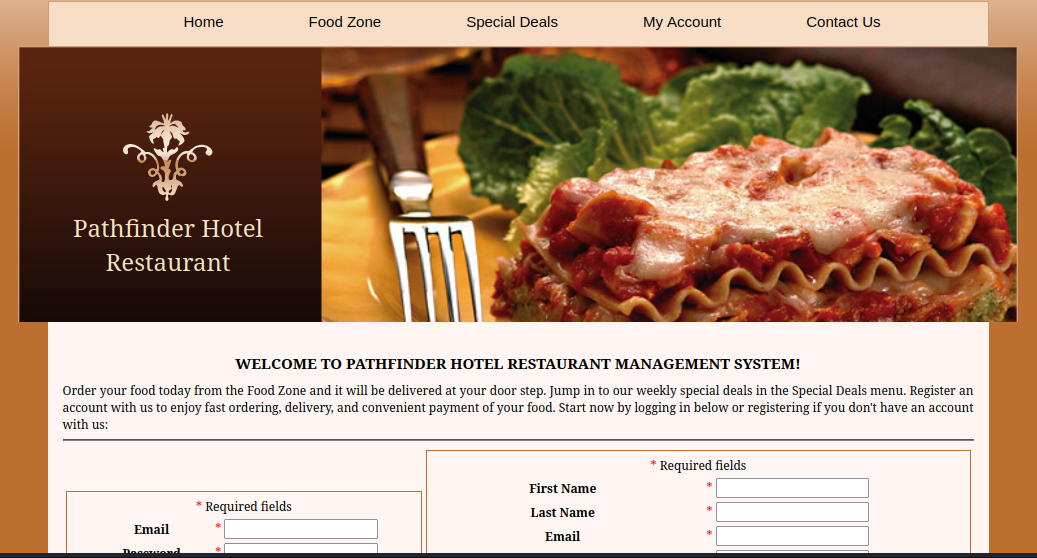 Home Food Zone Special Deals My Account Contact Us
Pathfinder Hotel
Restaurant
WELCOME TO PATHFINDER HOTEL RESTAURANT MANAGEMENT SYSTEM!
Order your food today from the Food Zone and it will be delivered at your door step. Jump in to our weekly special deals in the Special Deals menu. Register an
account with us to enjoy fast ordering, delivery, and convenient payment of your food. Start now by logging in below or registering if you don't have an account
with us:
* Required fields
Email *
Password *
* Required fields
First Name *
Last Name *
Email *